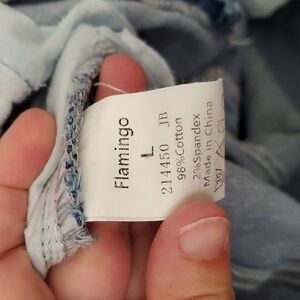 Flamingo
L
214450 JB
98%Cotton
2%Spandex
Made in China